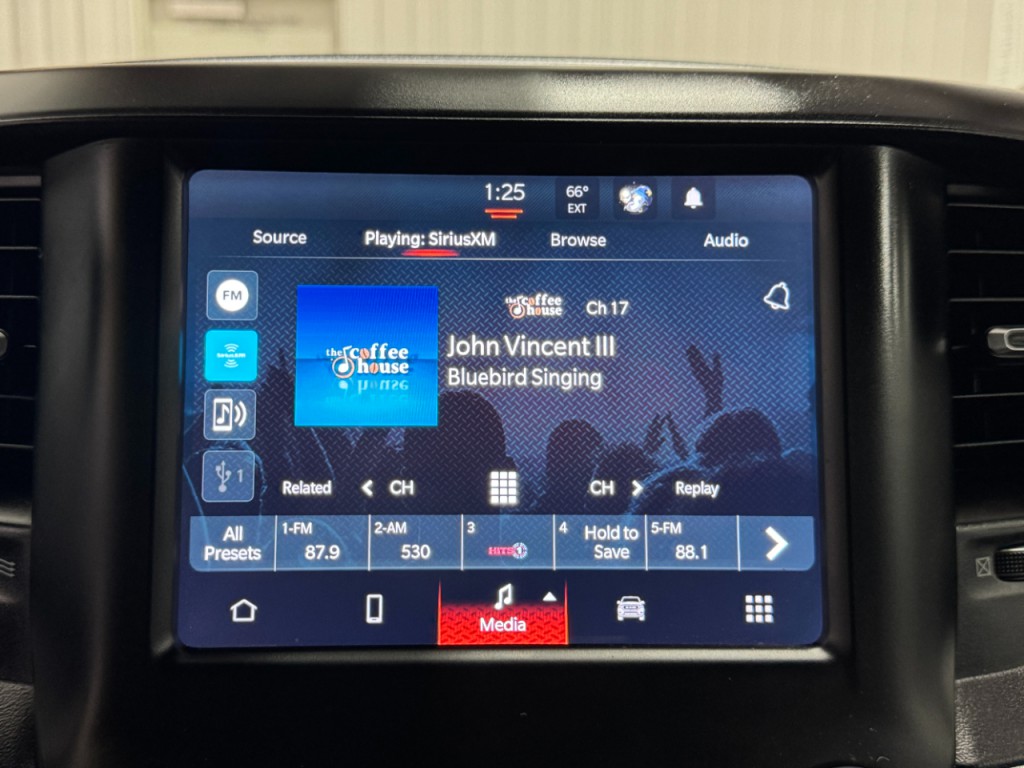 1:25
66°
EXT
Source
Playing: SiriusXM
Browse
Audio
FM
SiriusXM
1
the coffee
house
the coffee
house
Ch 17
John Vincent III
Bluebird Singing
Related
CH
CH
Replay
All
Presets
1-FM
87.9
2-AM
530
3
HITS
4
Hold to
Save
5-FM
88.1
Media